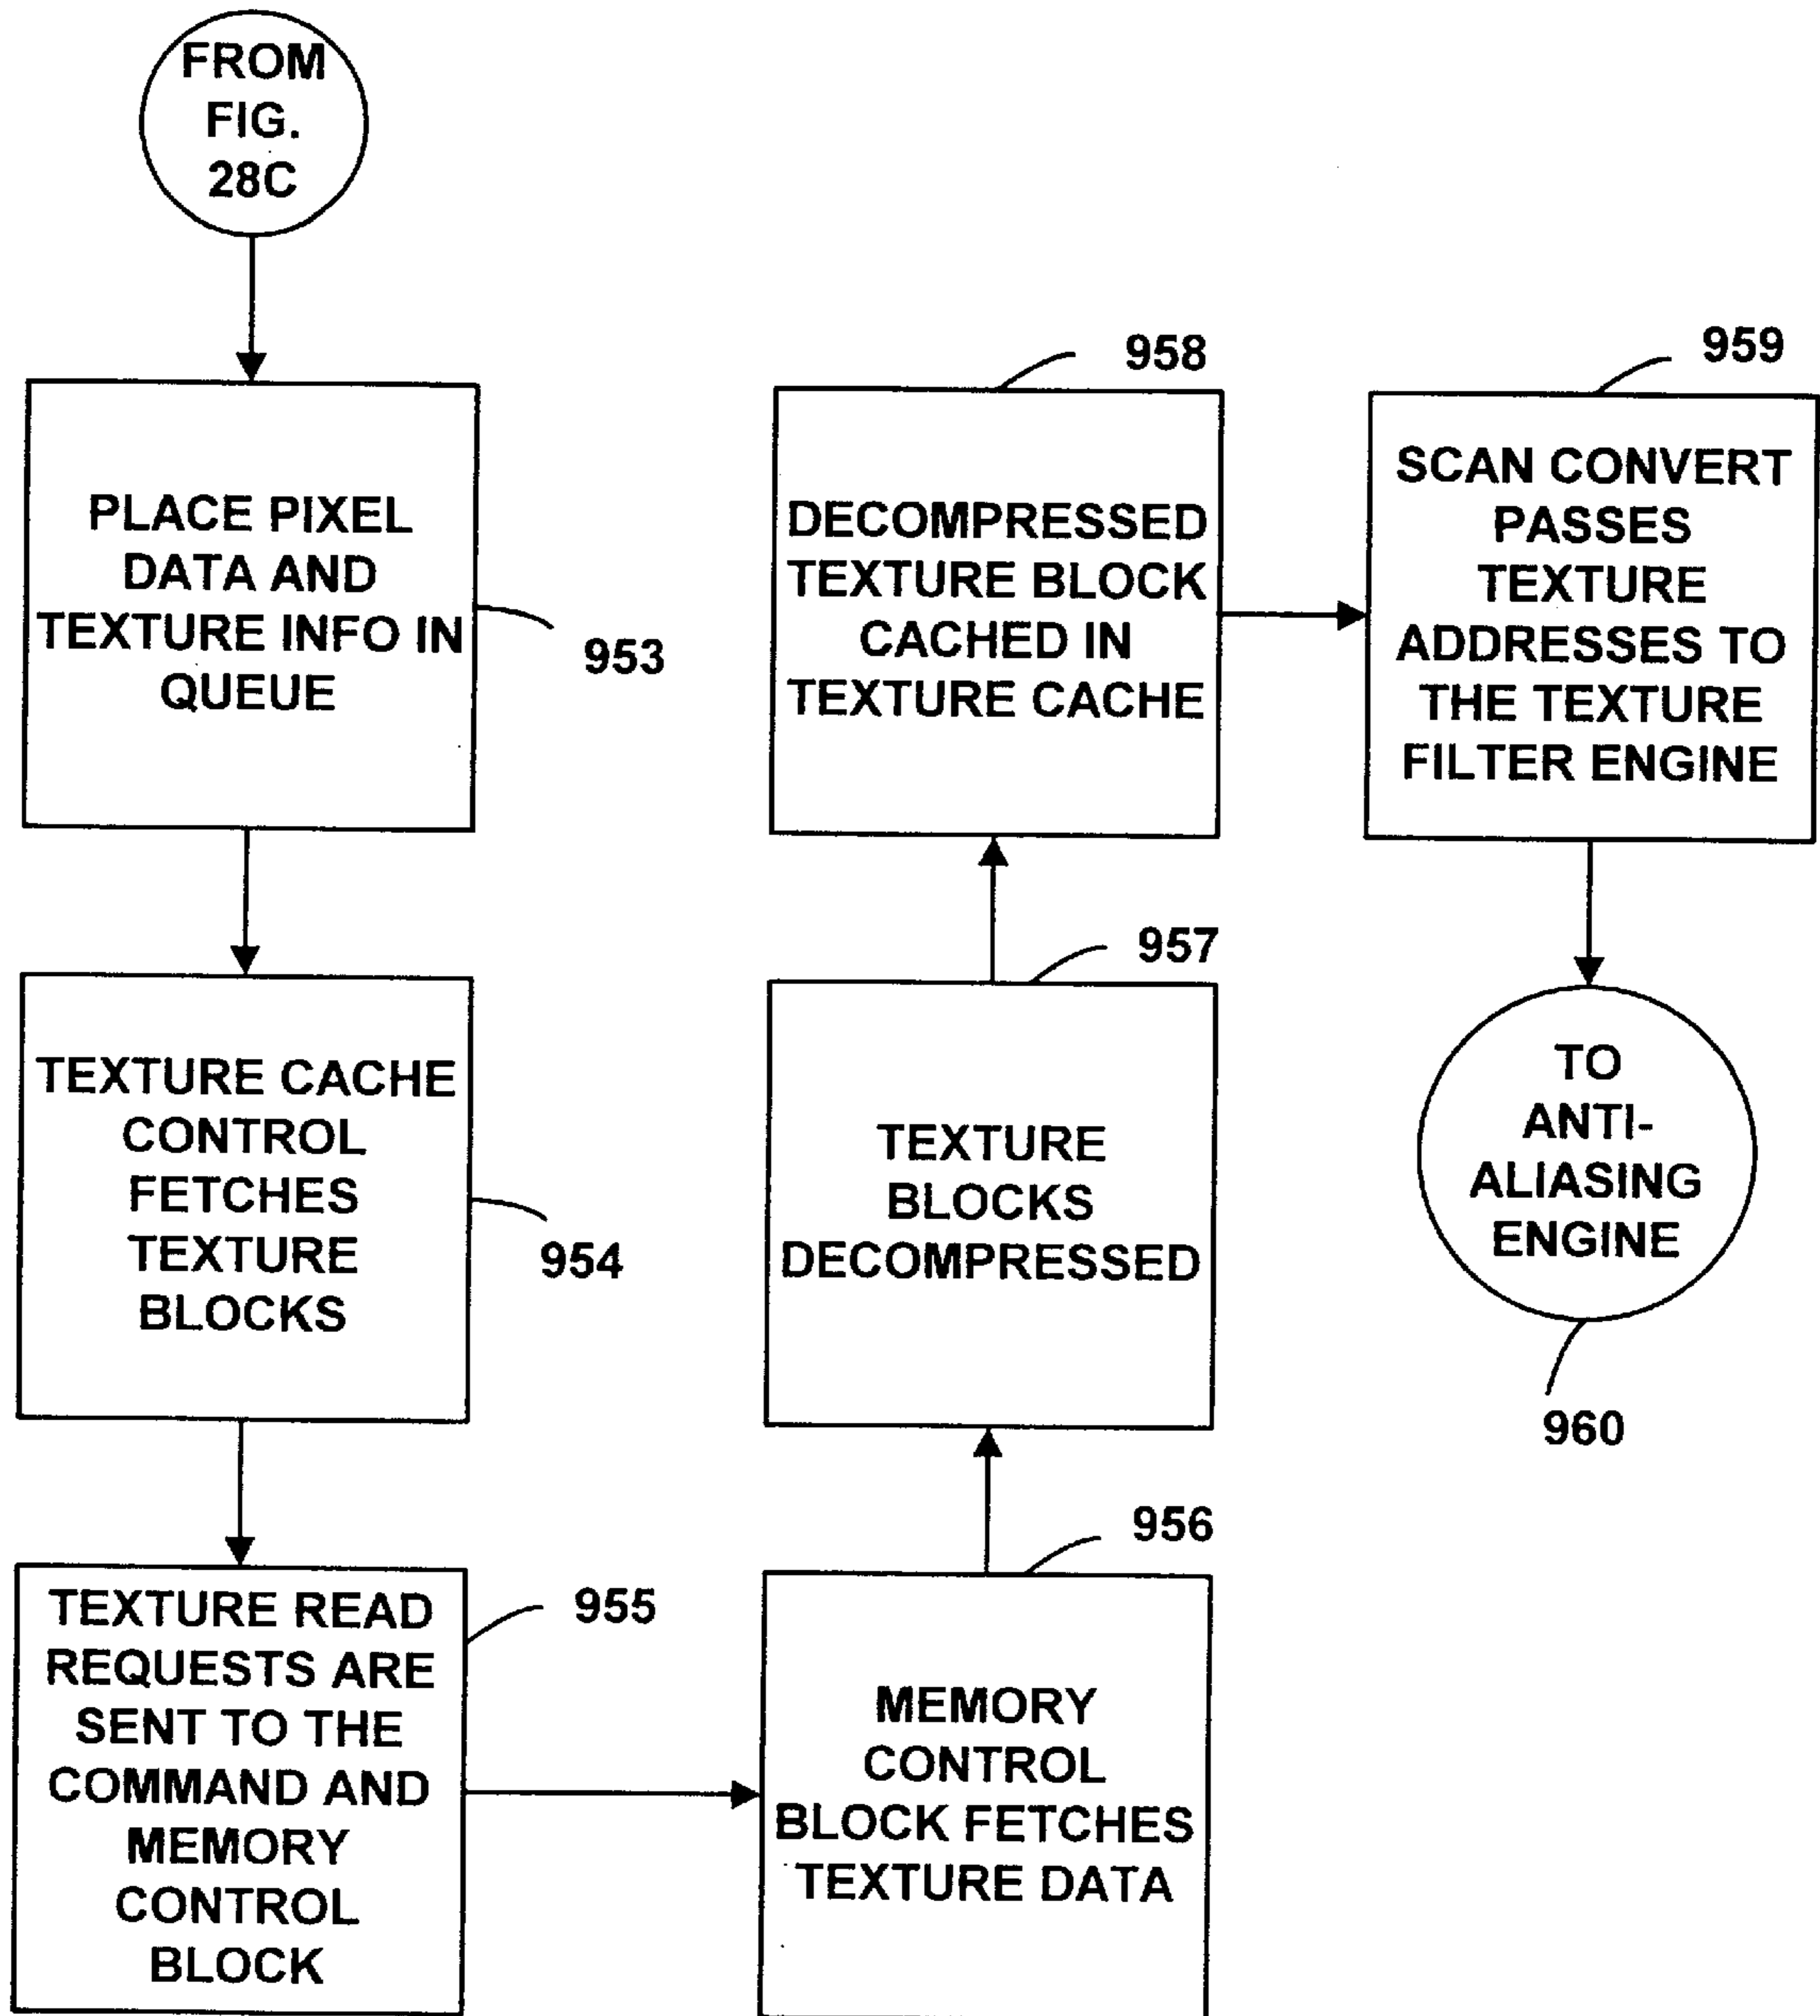 FROM
FIG.
28C
PLACE PIXEL
DATA AND
TEXTURE INFO IN
QUEUE
953
TEXTURE CACHE
CONTROL
FETCHES
TEXTURE
BLOCKS
954
TEXTURE READ
REQUESTS ARE
SENT TO THE
COMMAND AND
MEMORY
CONTROL
BLOCK
955
956
MEMORY
CONTROL
BLOCK FETCHES
TEXTURE DATA
957
TEXTURE
BLOCKS
DECOMPRESSED
958
DECOMPRESSED
TEXTURE BLOCK
CACHED IN
TEXTURE CACHE
959
SCAN CONVERT
PASSES
TEXTURE
ADDRESSES TO
THE TEXTURE
FILTER ENGINE
TO
ANTI-
ALIASING
ENGINE
960